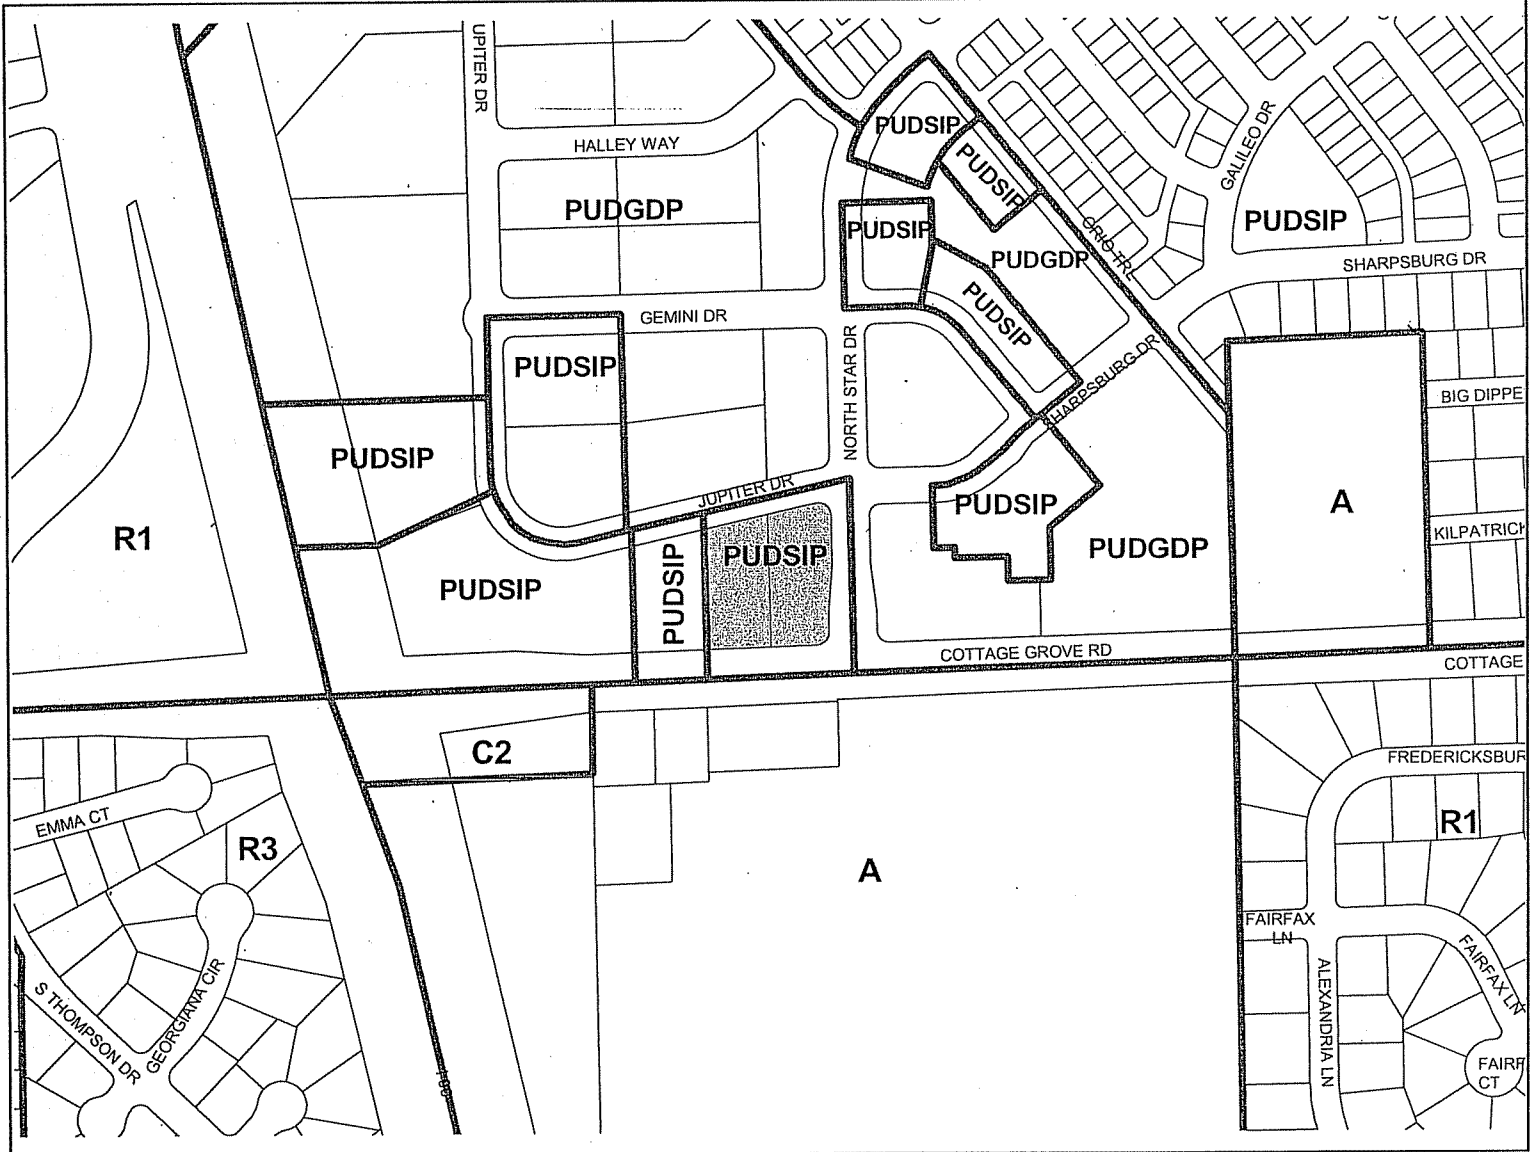 UPITER DR
HALLEY WAY
PUDGDP
PUDSIP
PUDSIP
PUDSIP
PUDGDP
ORIO TRL
GALILEO DR
PUDSIP
SHARPSBURG DR
GEMINI DR
PUDSIP
NORTH STAR DR
PUDSIP
SHARPSBURG DR
BIG DIPPE
PUDSIP
JUPITER DR
PUDSIP
A
R1
PUDSIP
PUDSIP
PUDSIP
PUDGDP
KILPATRICK
COTTAGE GROVE RD
COTTAGE
C2
FREDERICKSBUR
EMMA CT
R3
R1
A
FAIRFAX
LN
FAIRFAX LN
ALEXANDRIA LN
S THOMPSON DR
GEORGIANA CIR
FAIRF
CT